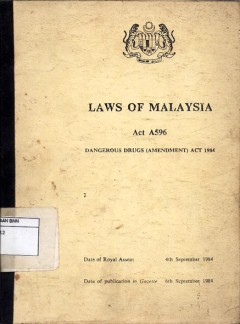 LAWS OF MALAYSIA
Act A596
DANGEROUS DRUGS (AMENDMENT) ACT 1984
Date of Royal Assent 4th September 1984
Date of publication in Gazette 6th September 1984